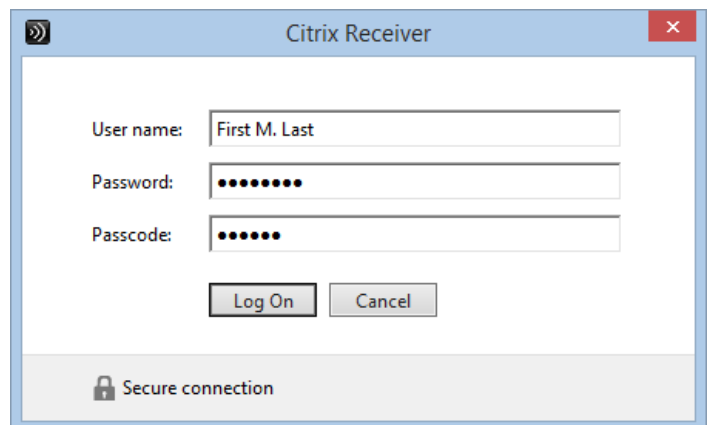 Citrix Receiver
User name: First M. Last
Password: ••••••••
Passcode: ••••••
Log On Cancel
Secure connection